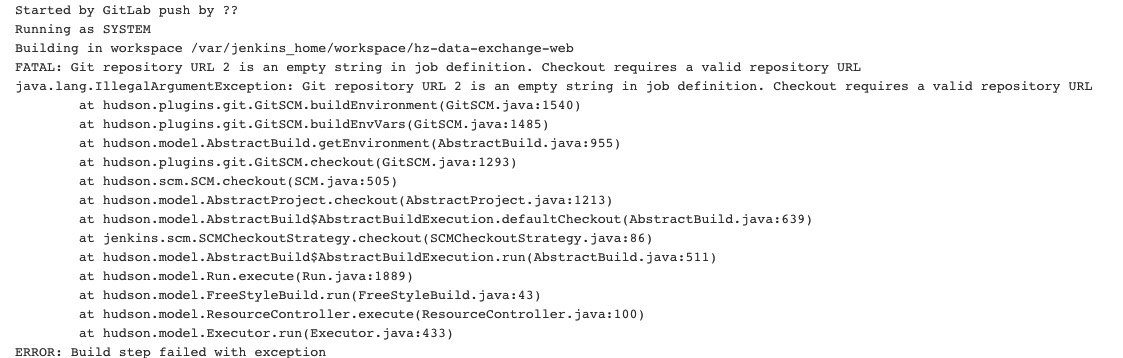 Started by GitLab push by ??
Running as SYSTEM
Building in workspace /var/jenkins_home/workspace/hz-data-exchange-web
FATAL: Git repository URL 2 is an empty string in job definition. Checkout requires a valid repository URL
java.lang.IllegalArgumentException: Git repository URL 2 is an empty string in job definition. Checkout requires a valid repository URL
at hudson.plugins.git.GitSCM.buildEnvironment(GitSCM.java:1540)
at hudson.plugins.git.GitSCM.buildEnvVars(GitSCM.java:1485)
at hudson.model.AbstractBuild.getEnvironment(AbstractBuild.java:955)
at hudson.plugins.git.GitSCM.checkout(GitSCM.java:1293)
at hudson.scm.SCM.checkout(SCM.java:505)
at hudson.model.AbstractProject.checkout(AbstractProject.java:1213)
at hudson.model.AbstractBuild$AbstractBuildExecution.defaultCheckout(AbstractBuild.java:639)
at jenkins.scm.SCMCheckoutStrategy.checkout(SCMCheckoutStrategy.java:86)
at hudson.model.AbstractBuild$AbstractBuildExecution.run(AbstractBuild.java:511)
at hudson.model.Run.execute(Run.java:1889)
at hudson.model.FreeStyleBuild.run(FreeStyleBuild.java:43)
at hudson.model.ResourceController.execute(ResourceController.java:100)
at hudson.model.Executor.run(Executor.java:433)
ERROR: Build step failed with exception